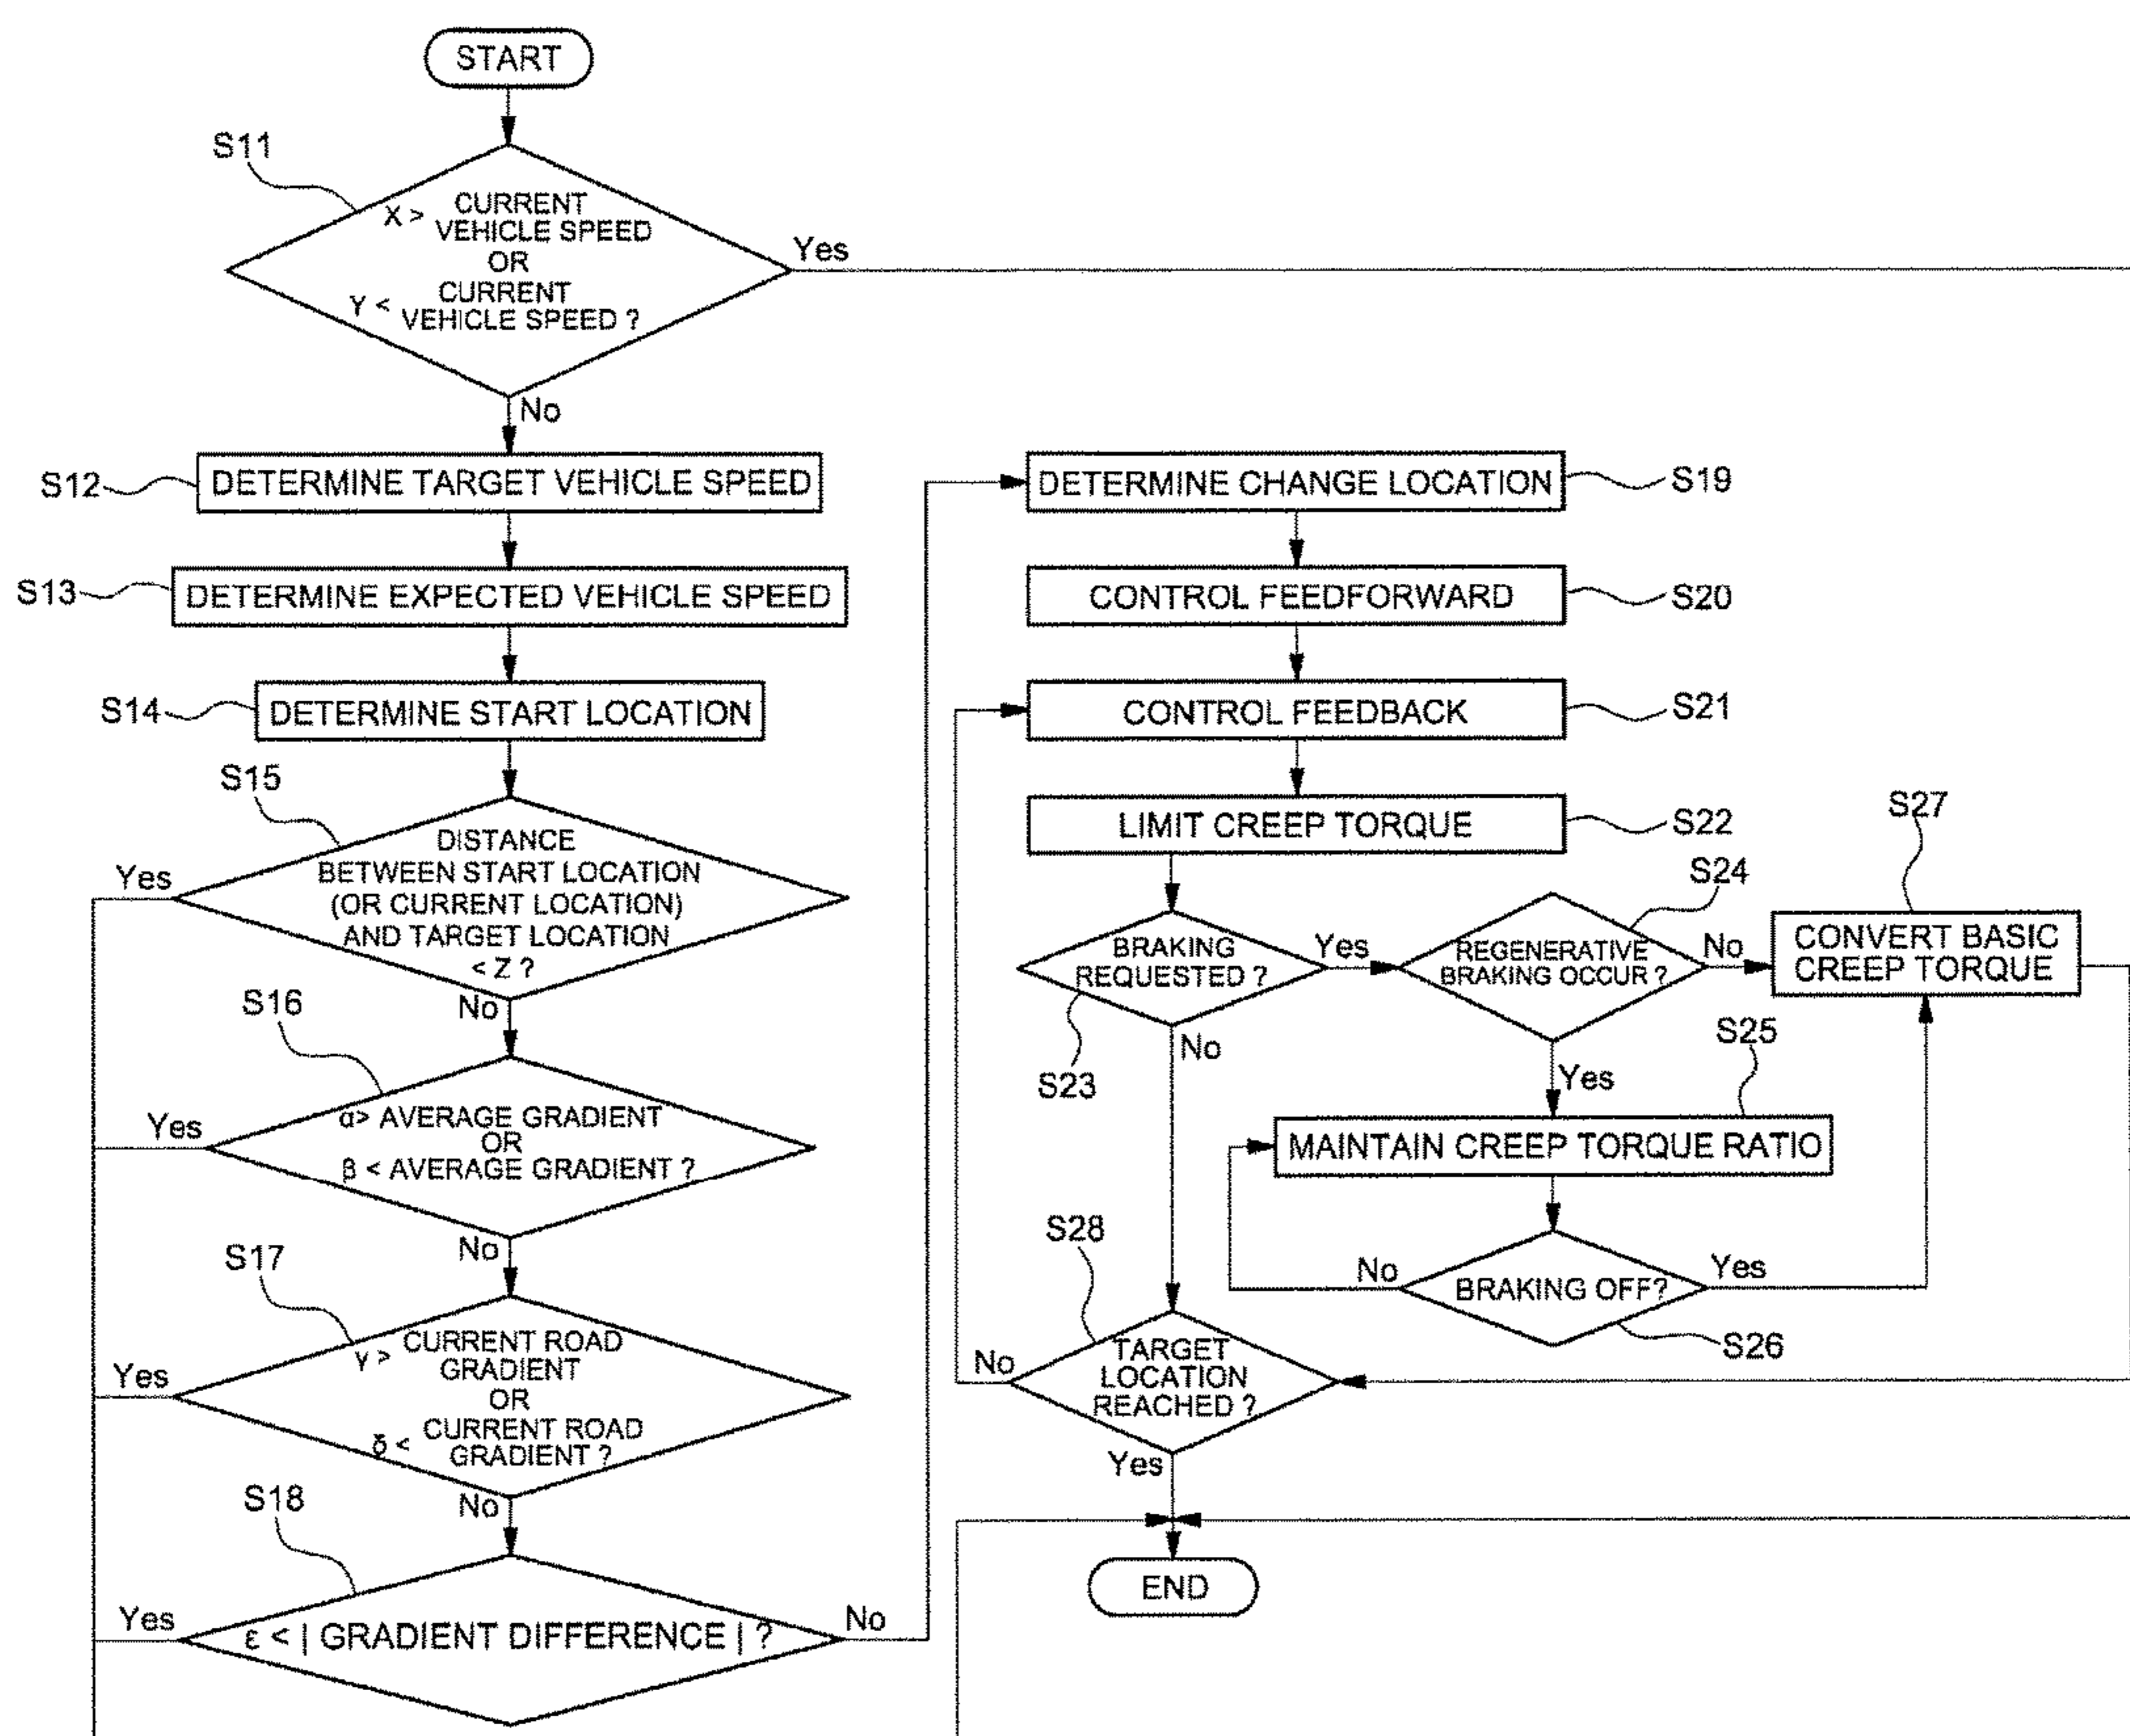 START
S11
X > CURRENT
VEHICLE SPEED
OR
CURRENT
Y < VEHICLE SPEED ?
Yes
No
S12
DETERMINE TARGET VEHICLE SPEED
S13
DETERMINE EXPECTED VEHICLE SPEED
S14
DETERMINE START LOCATION
S15
DISTANCE
BETWEEN START LOCATION
(OR CURRENT LOCATION)
AND TARGET LOCATION
< Z ?
Yes
No
S16
α> AVERAGE GRADIENT
OR
β < AVERAGE GRADIENT ?
Yes
No
S17
γ > CURRENT ROAD
GRADIENT
OR
δ < CURRENT ROAD
GRADIENT ?
Yes
No
S18
ε < | GRADIENT DIFFERENCE | ?
Yes
No
DETERMINE CHANGE LOCATION
S19
CONTROL FEEDFORWARD
S20
CONTROL FEEDBACK
S21
LIMIT CREEP TORQUE
S22
BRAKING
REQUESTED ?
S23
Yes
No
S24
REGENERATIVE
BRAKING OCCUR ?
No
Yes
S27
CONVERT BASIC
CREEP TORQUE
S25
MAINTAIN CREEP TORQUE RATIO
BRAKING OFF?
No
Yes
S26
S28
TARGET
LOCATION
REACHED ?
No
Yes
END